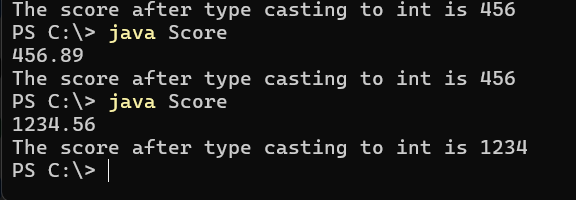 The score after type casting to int is 456
PS C:\> java Score
456.89
The score after type casting to int is 456
PS C:\> java Score
1234.56
The score after type casting to int is 1234
PS C:\>